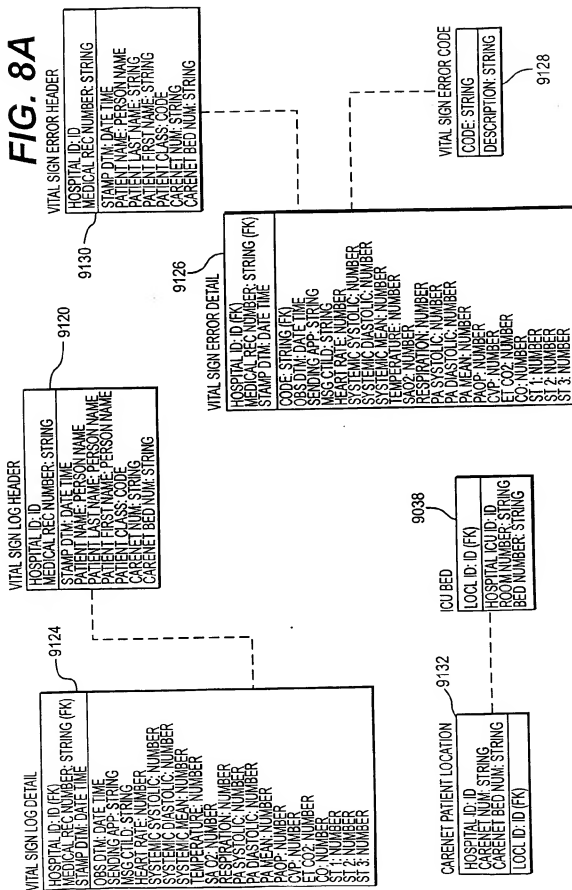 FIG. 8A
VITAL SIGN LOG DETAIL
9124
HOSPITAL ID: ID (FK)
MEDICAL REC NUMBER: STRING (FK)
STAMP DTM: DATE TIME
OBS DTM: DATE TIME
SENDING APP: STRING
MSGG CTLD: STRING
HEART RATE: NUMBER
SYSTEMIC SYSTOLIC: NUMBER
SYSTEMIC DIASTOLIC: NUMBER
SYSTEMIC MEAN: NUMBER
TEMPERATURE: NUMBER
SA O2: NUMBER
RESPIRATION: NUMBER
PA SYSTOLIC: NUMBER
PA DIASTOLIC: NUMBER
PA MEAN: NUMBER
PAOP: NUMBER
CVP: NUMBER
ET CO2: NUMBER
CO: NUMBER
ST 1: NUMBER
ST 2: NUMBER
ST 3: NUMBER
VITAL SIGN LOG HEADER
9120
HOSPITAL ID: ID
MEDICAL REC NUMBER: STRING
STAMP DTM: DATE TIME
PATIENT NAME: PERSON NAME
PATIENT LAST NAME: PERSON NAME
PATIENT FIRST NAME: PERSON NAME
PATIENT CLASS: CODE
CARENET NUM: STRING
CARENET BED NUM: STRING
VITAL SIGN ERROR HEADER
9130
HOSPITAL ID: ID
MEDICAL REC NUMBER: STRING
STAMP DTM: DATE TIME
PATIENT NAME: PERSON NAME
PATIENT LAST NAME: STRING
PATIENT FIRST NAME: STRING
PATIENT CLASS: CODE
CARENET NUM: STRING
CARENET BED NUM: STRING
VITAL SIGN ERROR DETAIL
9126
HOSPITAL ID: ID (FK)
MEDICAL REC NUMBER: STRING (FK)
STAMP DTM: DATE TIME
CODE: STRING (FK)
OBS DTM: DATE TIME
SENDING APP: STRING
MSG CTLD: STRING
HEART RATE: NUMBER
SYSTEMIC SYSTOLIC: NUMBER
SYSTEMIC DIASTOLIC: NUMBER
SYSTEMIC MEAN: NUMBER
TEMPERATURE: NUMBER
SAO2: NUMBER
RESPIRATION: NUMBER
PA SYSTOLIC: NUMBER
PA DIASTOLIC: NUMBER
PA MEAN: NUMBER
PAOP: NUMBER
CVP: NUMBER
ET CO2: NUMBER
CO: NUMBER
ST 1: NUMBER
ST 2: NUMBER
ST 3: NUMBER
VITAL SIGN ERROR CODE
CODE: STRING
DESCRIPTION: STRING
9128
CARENET PATIENT LOCATION
9132
HOSPITAL ID: ID
CARENET NUM: STRING
CARENET BED NUM: STRING
LOCL ID: ID (FK)
ICU BED
9038
LOCL ID: ID (FK)
HOSPITAL ICU ID: ID
ROOM NUMBER: STRING
BED NUMBER: STRING